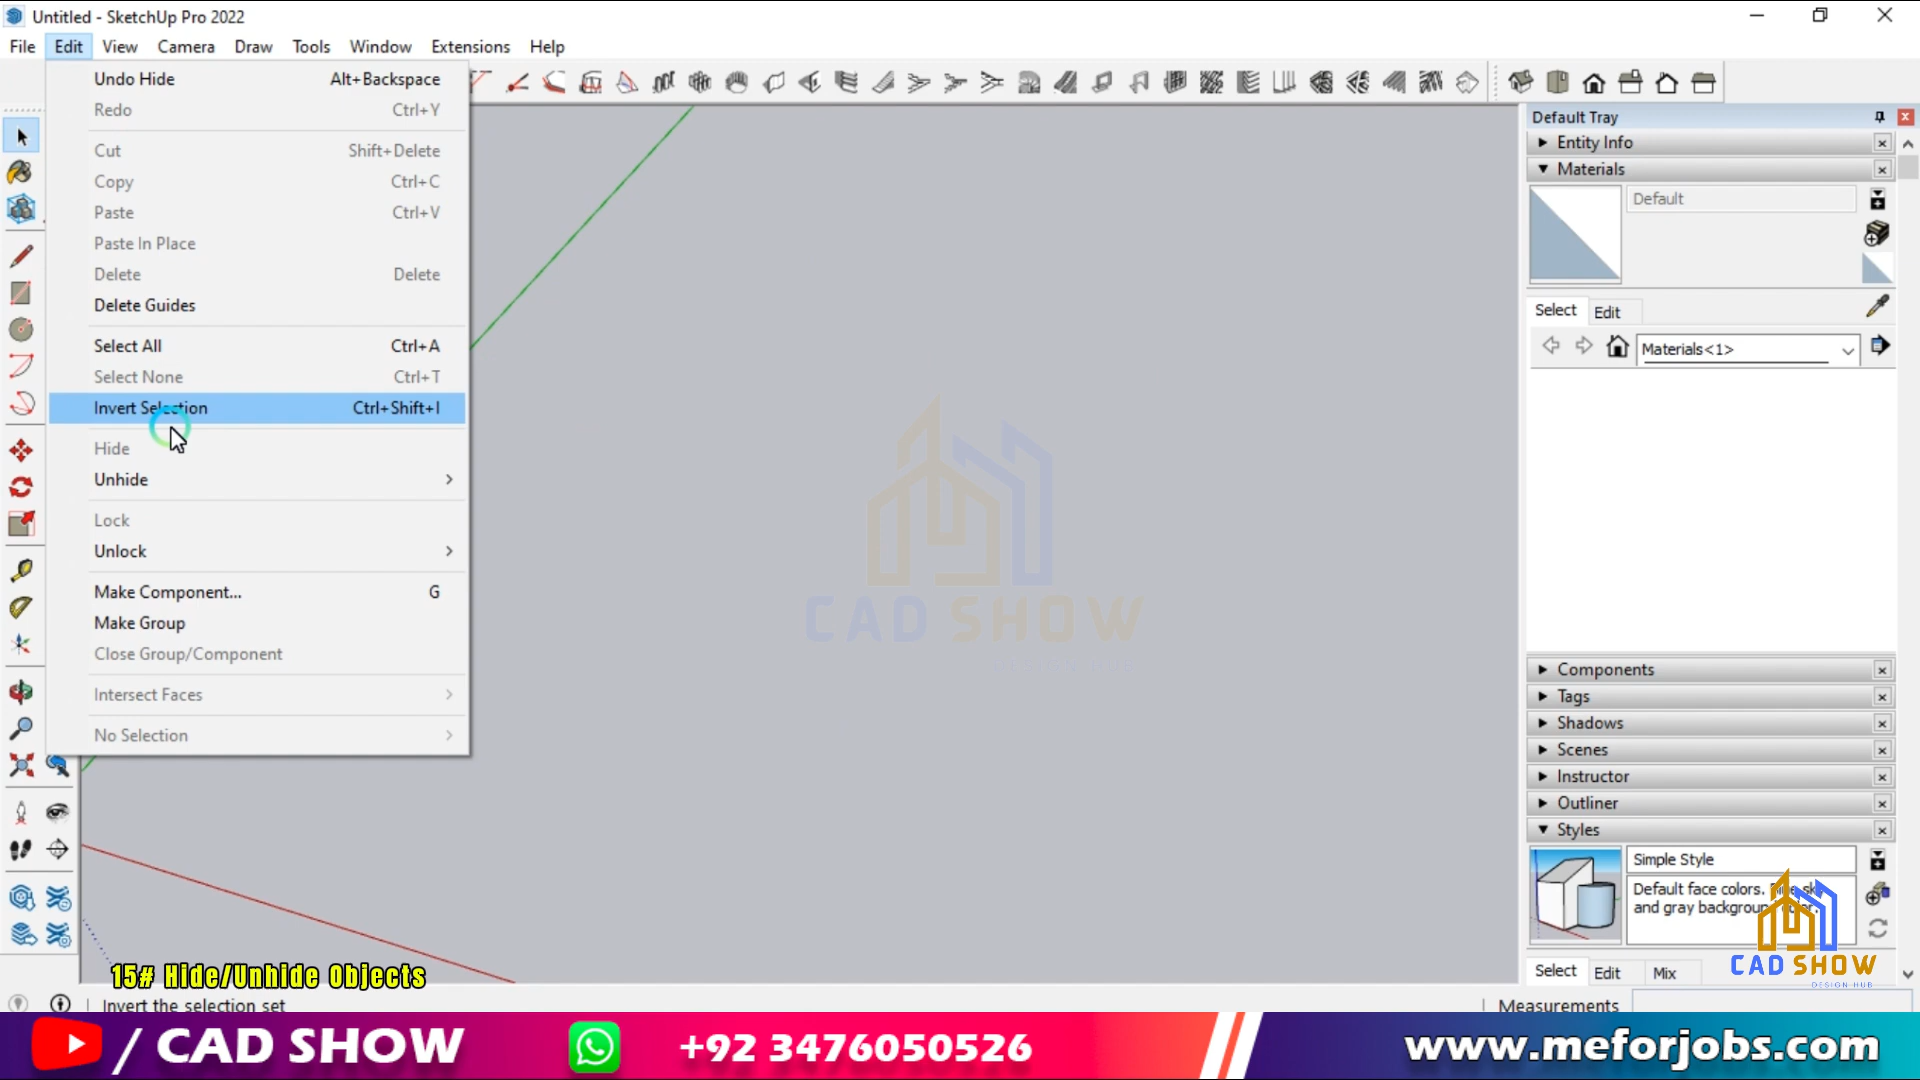 Untitled - SketchUp Pro 2022
File Edit View Camera Draw Tools Window Extensions Help
Undo Hide Alt+Backspace
Redo Ctrl+Y
Cut Shift+Delete
Copy Ctrl+C
Paste Ctrl+V
Paste In Place
Delete Delete
Delete Guides
Select All Ctrl+A
Select None Ctrl+T
Invert Selection Ctrl+Shift+I
Hide
Unhide
Lock
Unlock
Make Component... G
Make Group
Close Group/Component
Intersect Faces
No Selection
CAD SHOW
Default Tray
Entity Info
Materials
Default
Select Edit
Materials<1>
Components
Tags
Shadows
Scenes
Instructor
Outliner
Styles
Simple Style
Default face colors.
and gray background
CAD SHOW
DESIGN HUB
Select Edit Mix
15# Hide/Unhide Objects
Invert the selection set
Measurements
/ CAD SHOW
+92 3476050526
www.meforjobs.com